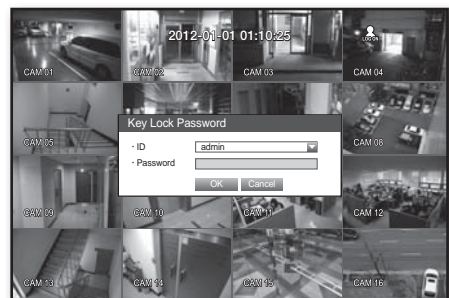 2012-01-01 01:10:25
LOG ON
CAM 01
CAM 02
CAM 03
CAM 04
Key Lock Password
· ID
admin
· Password
OK
Cancel
CAM 05
CAM 08
CAM 09
CAM 10
CAM 11
CAM 12
CAM 13
CAM 14
CAM 15
CAM 16